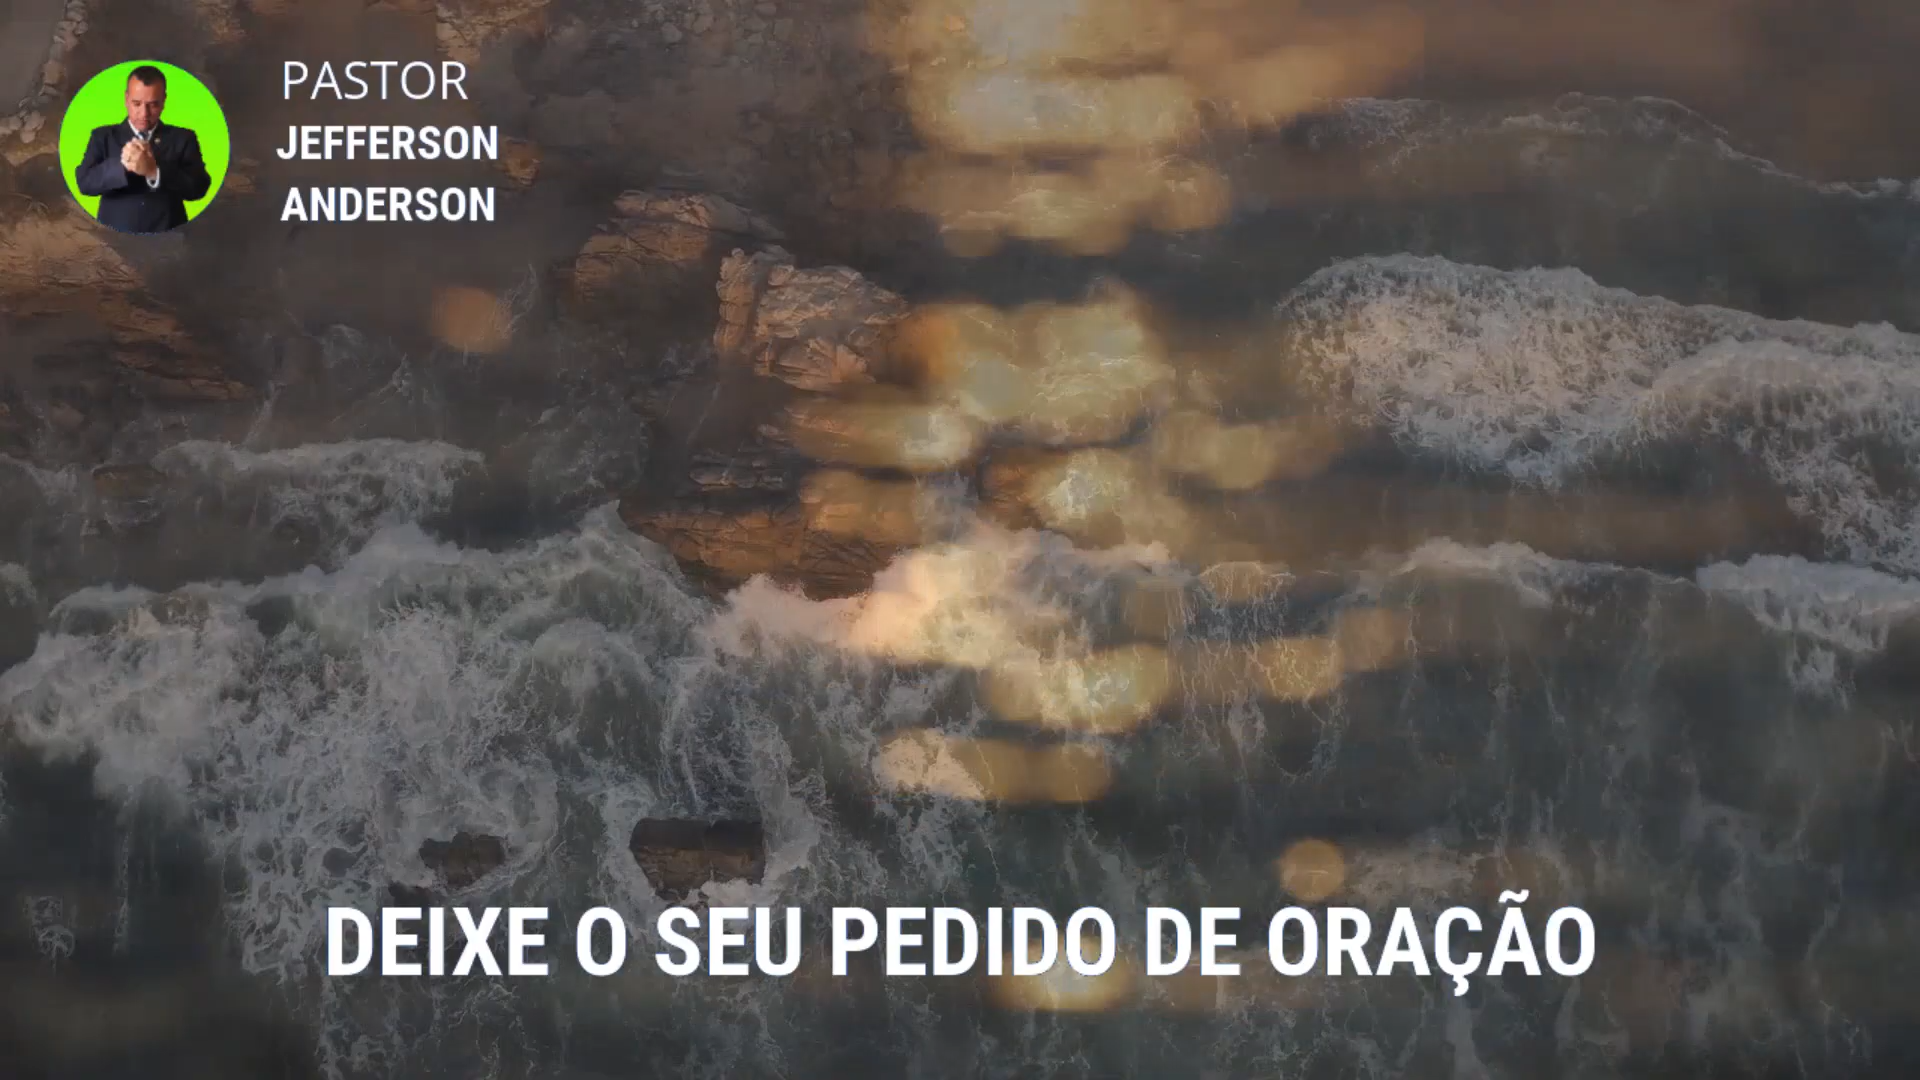 PASTOR
JEFFERSON
ANDERSON
DEIXE O SEU PEDIDO DE ORAÇÃO